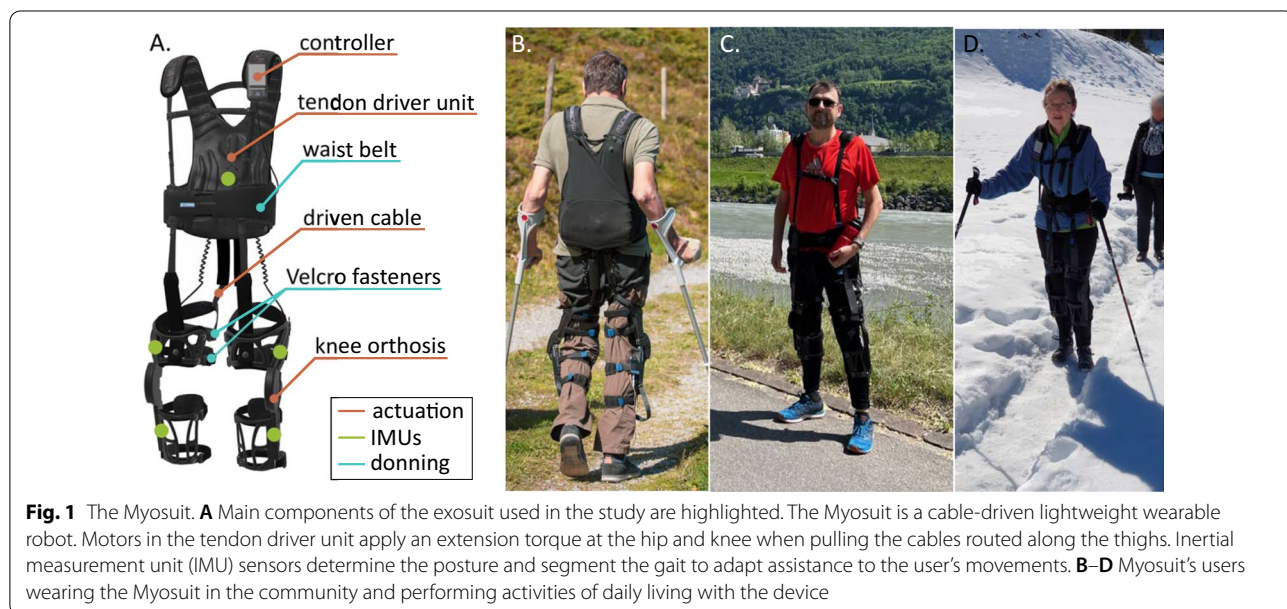 A.
controller
tendon driver unit
waist belt
driven cable
Velcro fasteners
knee orthosis
actuation
IMUs
donning
B.
C.
D.
Fig. 1 The Myosuit. A Main components of the exosuit used in the study are highlighted. The Myosuit is a cable-driven lightweight wearable
robot. Motors in the tendon driver unit apply an extension torque at the hip and knee when pulling the cables routed along the thighs. Inertial
measurement unit (IMU) sensors determine the posture and segment the gait to adapt assistance to the user's movements. B–D Myosuit's users
wearing the Myosuit in the community and performing activities of daily living with the device